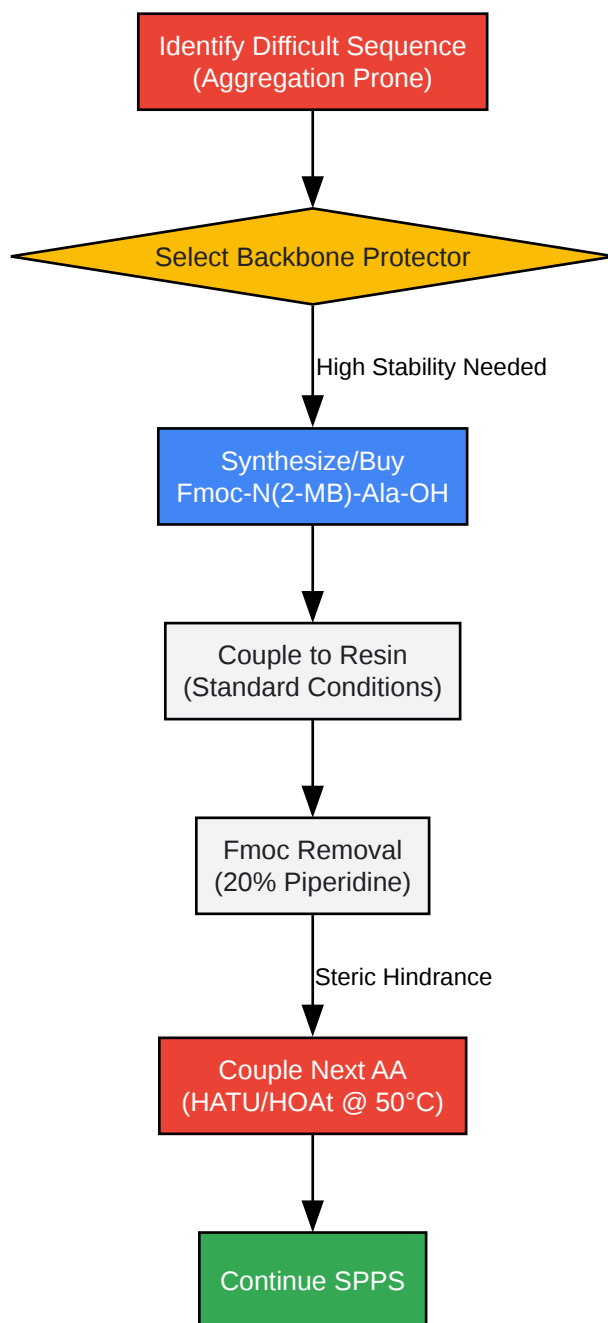 Identify Difficult Sequence
(Aggregation Prone)
Select Backbone Protector
High Stability Needed
Synthesize/Buy
Fmoc-N(2-MB)-Ala-OH
Couple to Resin
(Standard Conditions)
Fmoc Removal
(20% Piperidine)
Steric Hindrance
Couple Next AA
(HATU/HOAt @ 50°C)
Continue SPPS